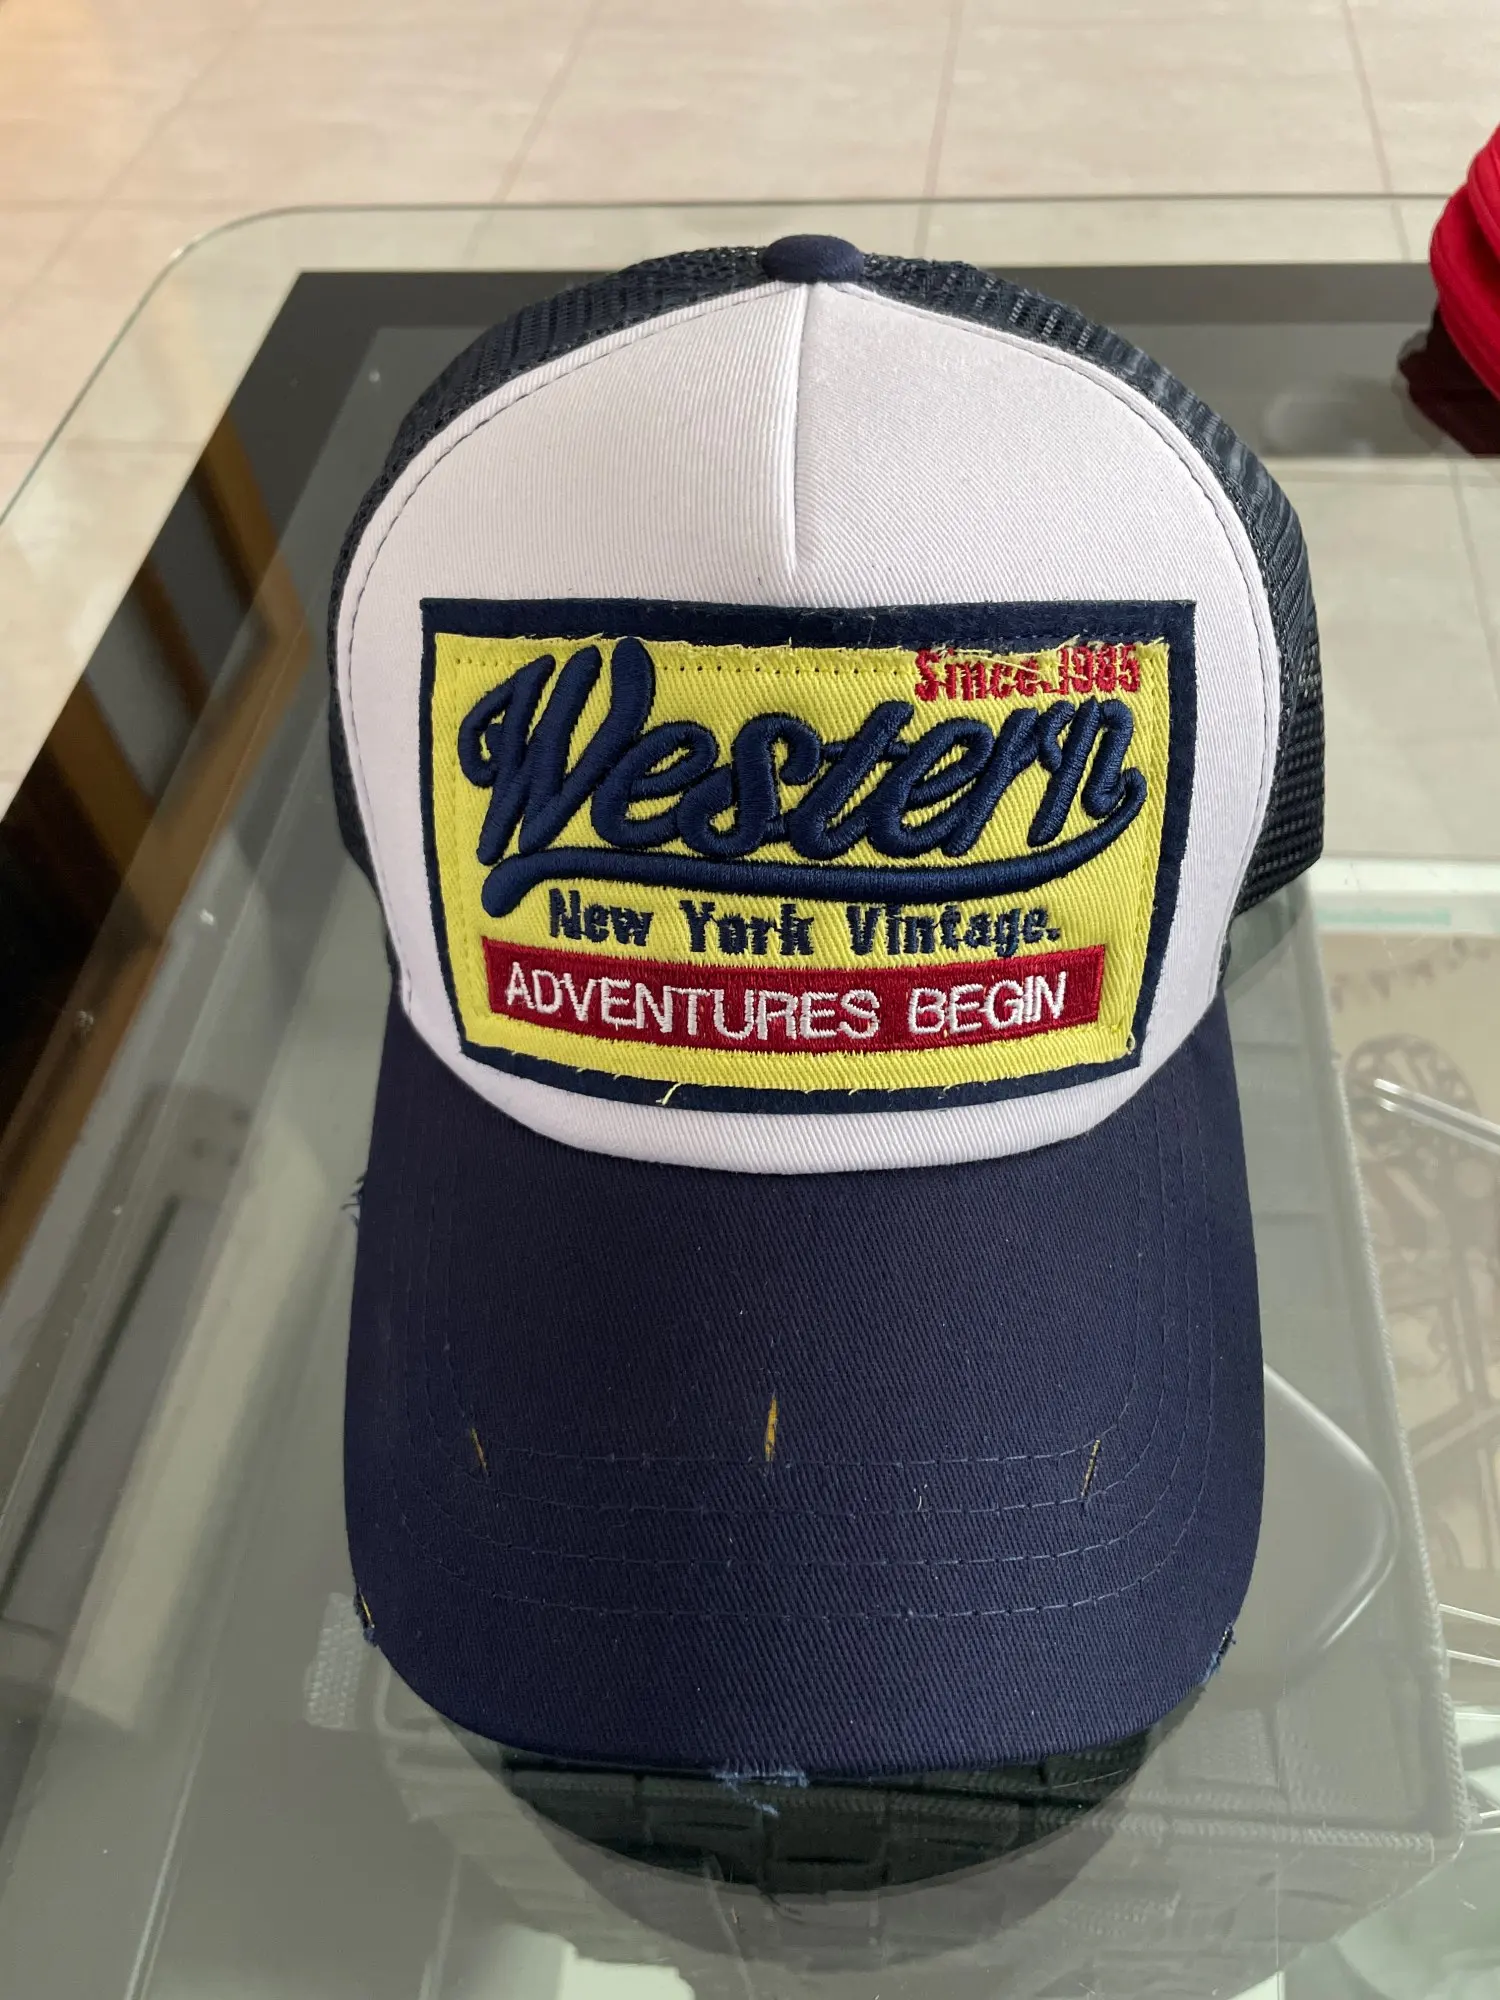 Since.1985
Western
New York Vintage.
ADVENTURES BEGIN